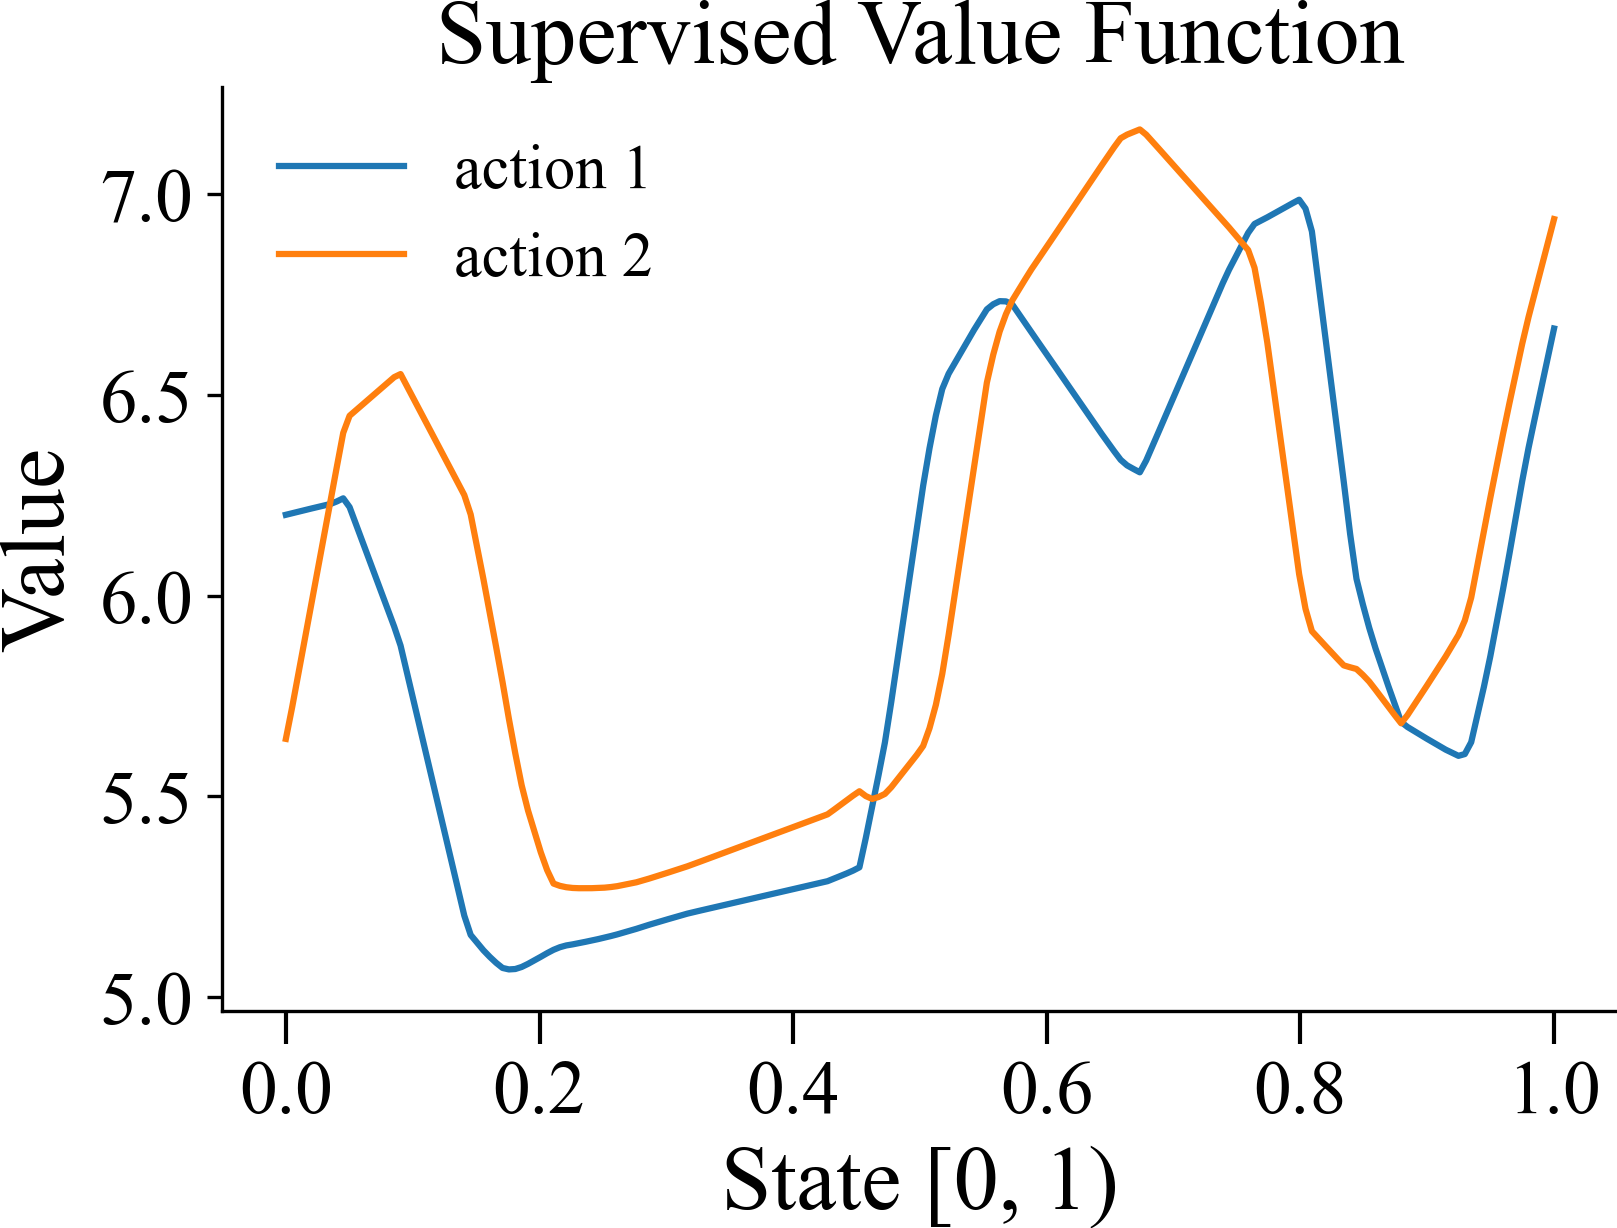 Supervised Value Function
action 1
action 2
Value
7.0
6.5
6.0
5.5
5.0
0.0 0.2 0.4 0.6 0.8 1.0
State [0, 1)